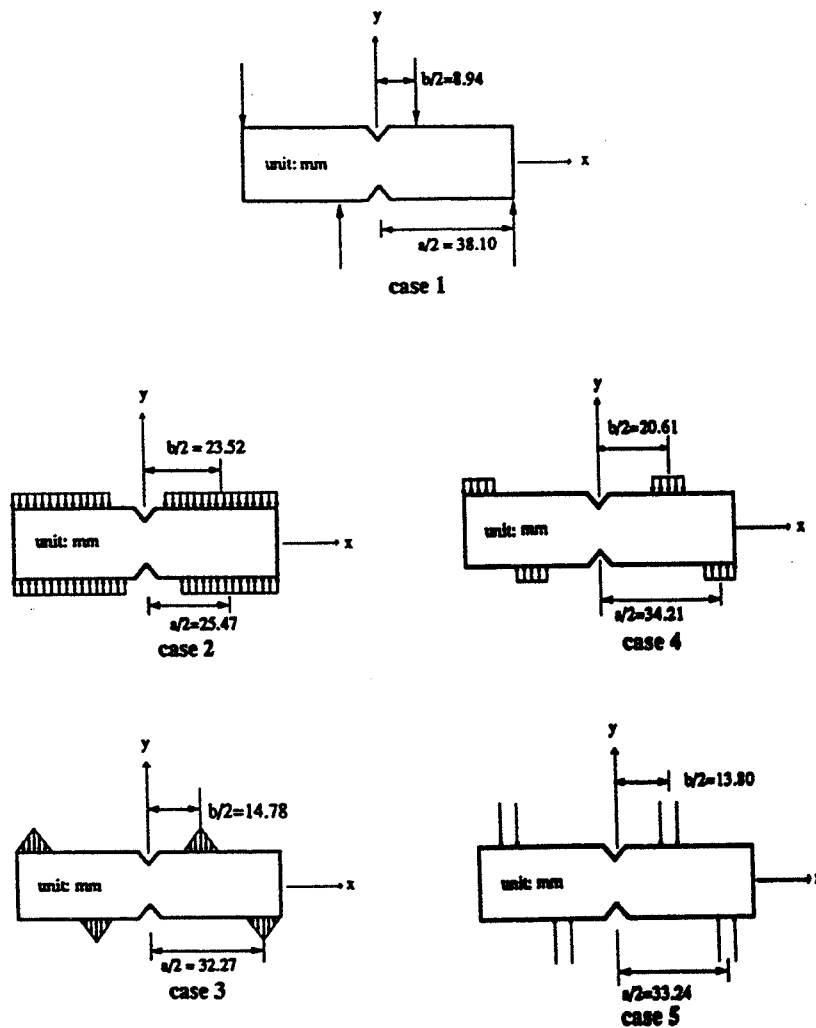 y
b/2=8.94
unit: mm
x
a/2 = 38.10
case 1
y
b/2 = 23.52
unit: mm
x
a/2=25.47
case 2
y
b/2=20.61
unit: mm
x
a/2=34.21
case 4
y
b/2=14.78
unit: mm
x
a/2 = 32.27
case 3
y
b/2=13.80
unit: mm
x
a/2=33.24
case 5